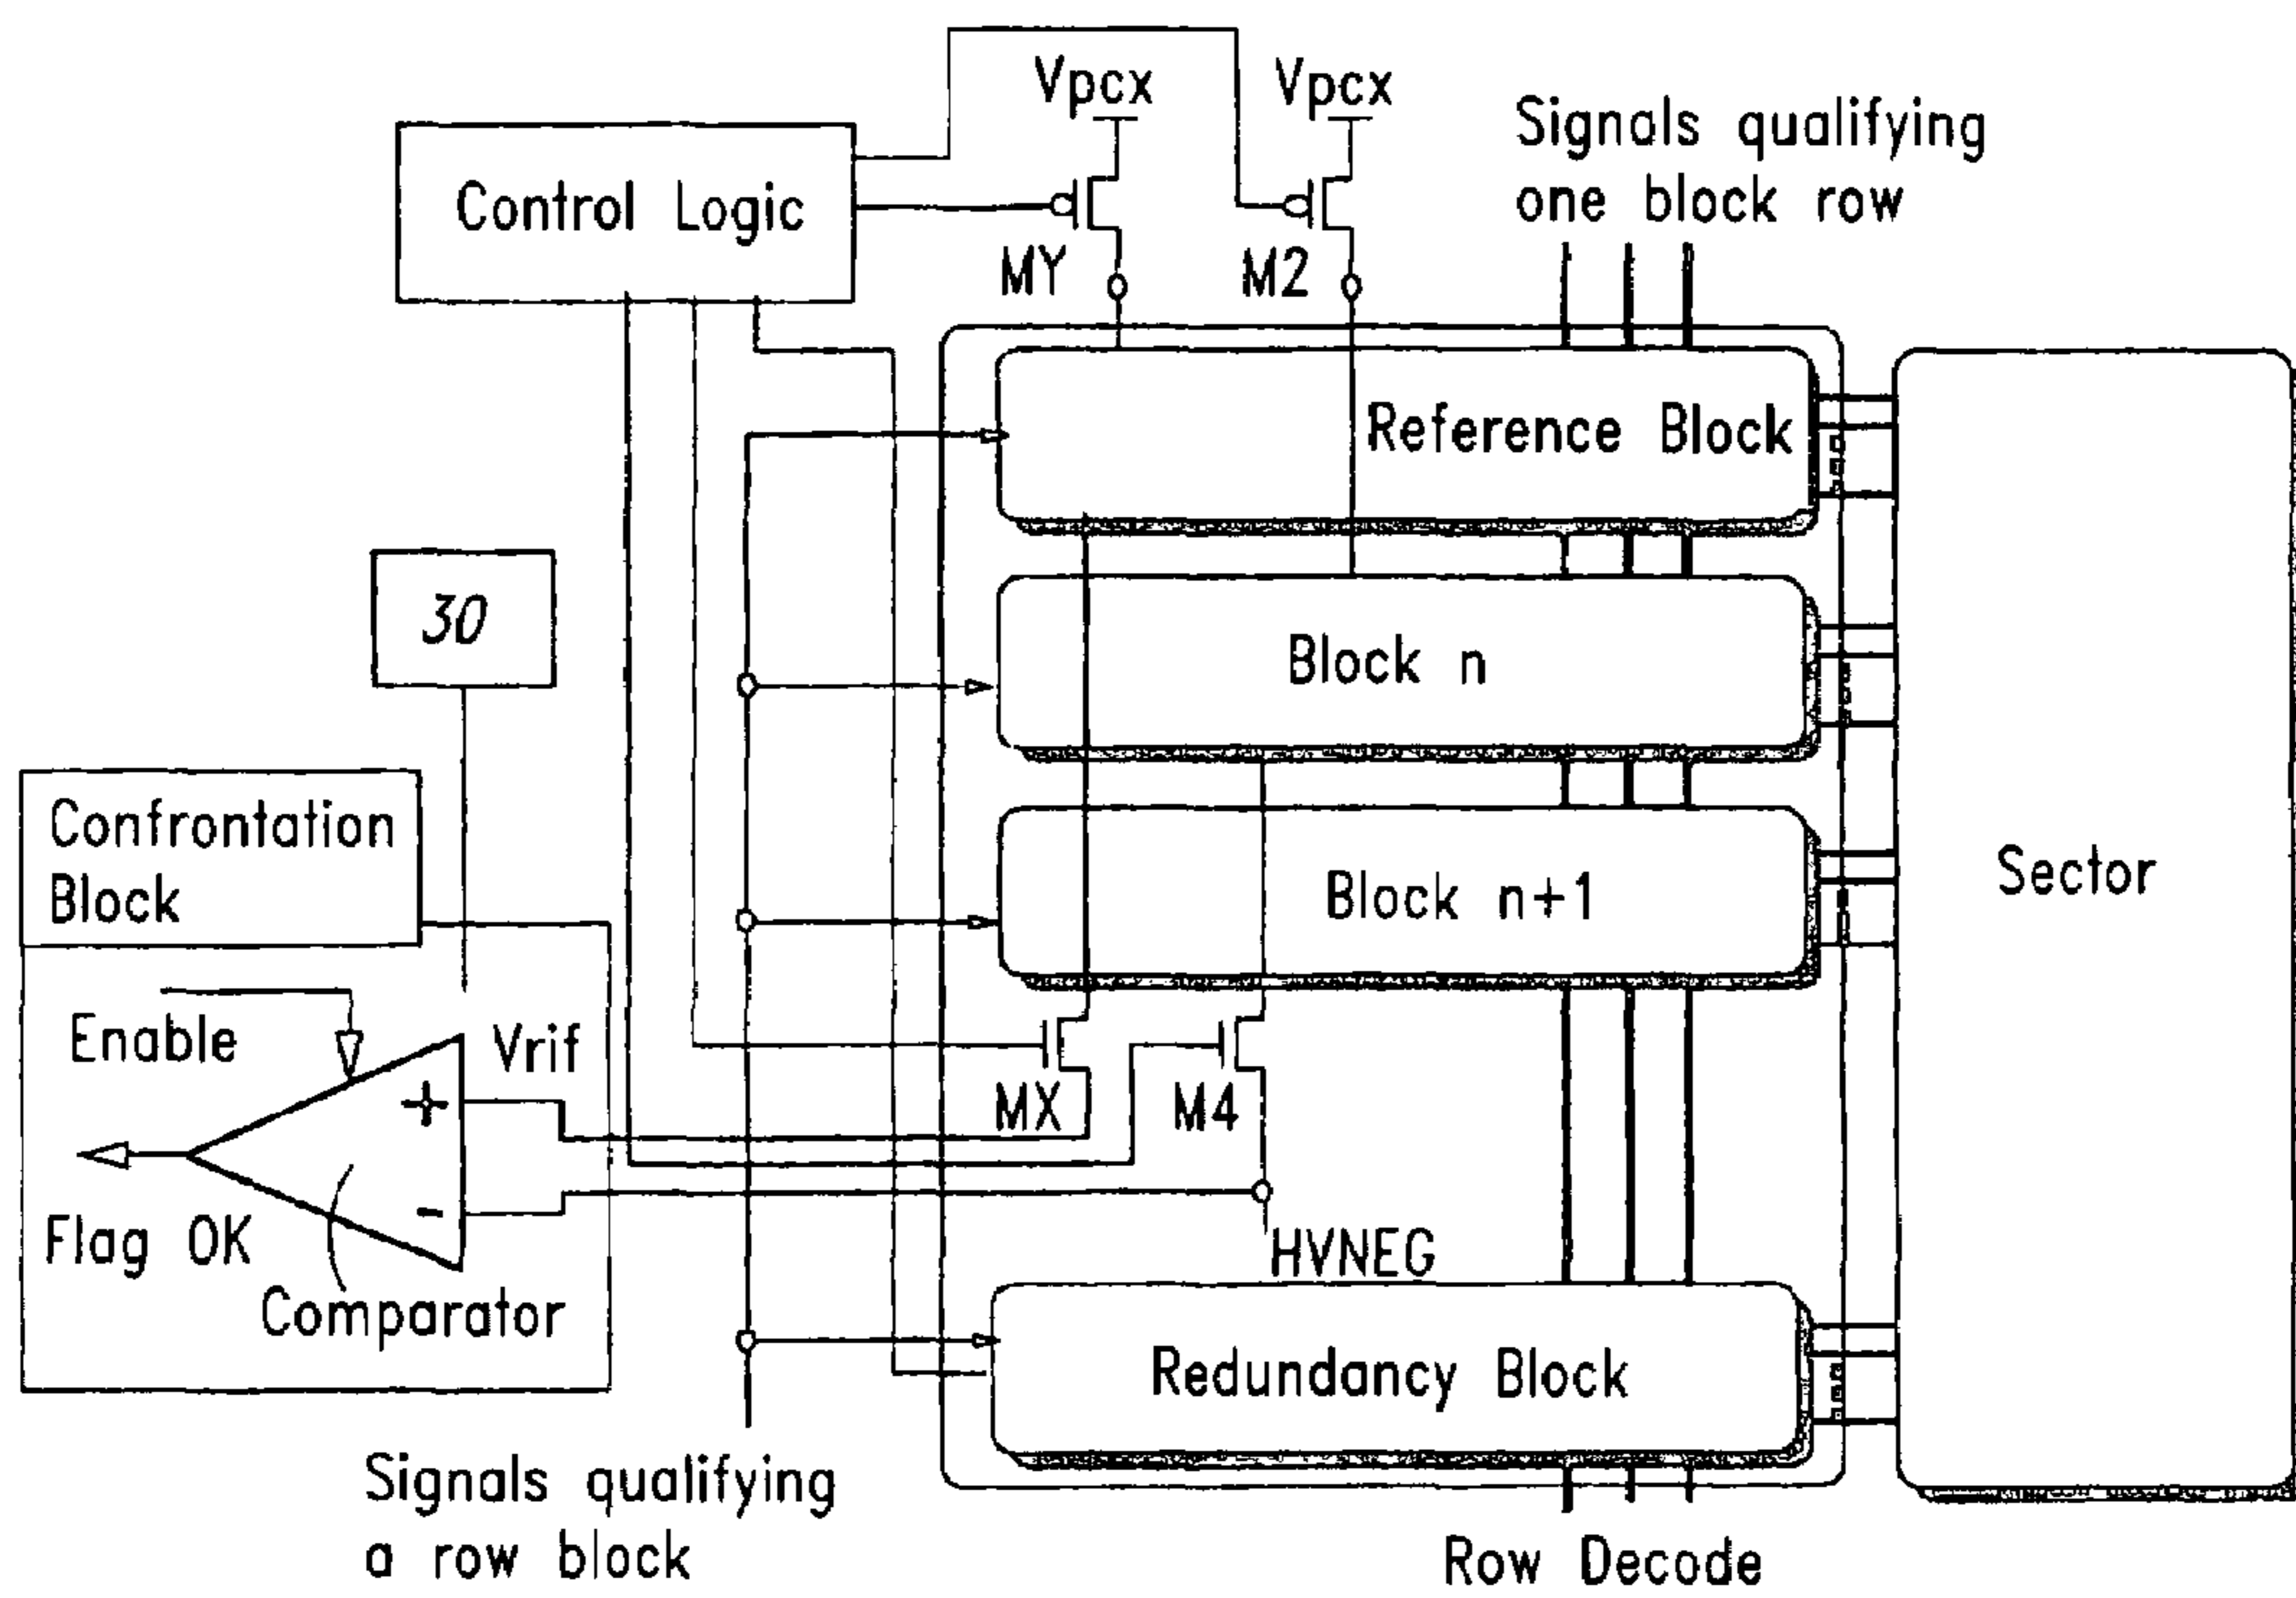 Vpcx
Vpcx
Signals qualifying
one block row
Control Logic
MY
M2
Reference Block
30
Block n
Confrontation
Block
Block n+1
Sector
Enable
Vrif
+
MX
M4
-
Flag OK
HVNEG
Comparator
Redundancy Block
Signals qualifying
a row block
Row Decode